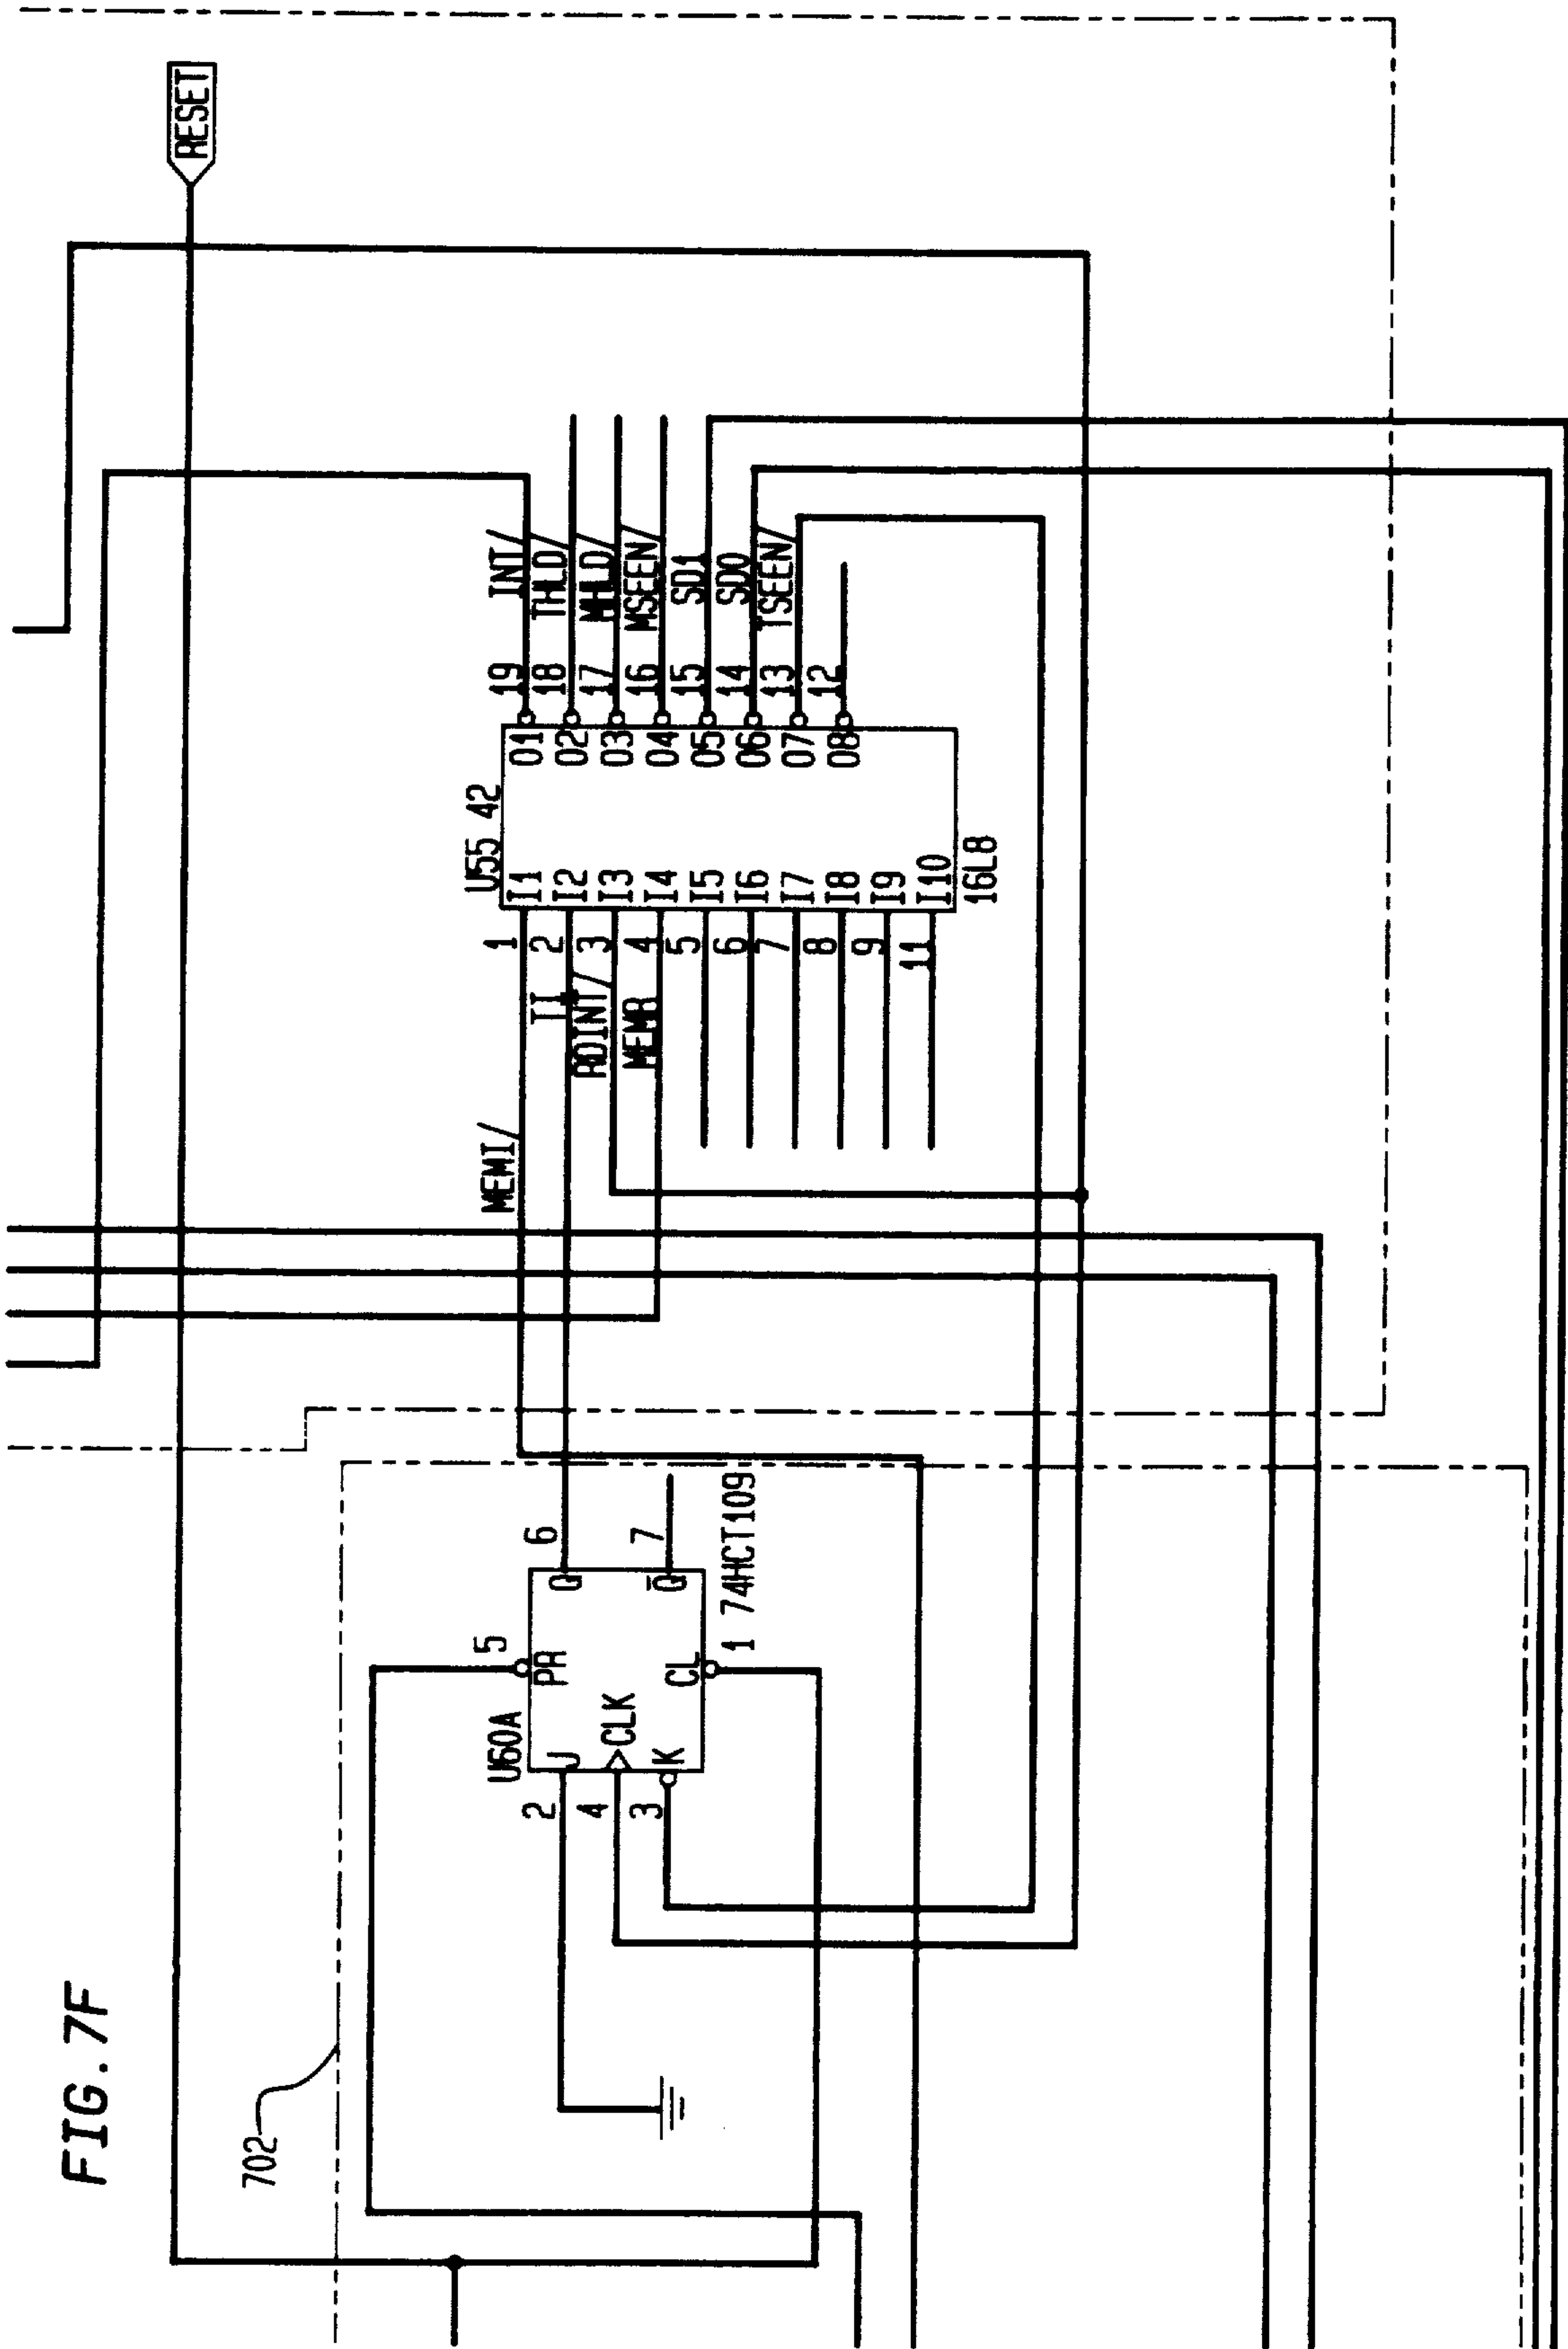 FIG.7F
702
RESET
U60A
5
PR
J
2
CLK
4
K
3
CL
1
Q
6
Q̅
7
74HCT109
MEMI/
TI
RDINT/
MEMR
U55 42
1 I1
2 I2
3 I3
4 I4
5 I5
6 I6
7 I7
8 I8
9 I9
11 I10
O1 19 INT/
O2 18 THLD/
O3 17 MHLD/
O4 16 MSEEN/
O5 15 SD1
O6 14 SD0
O7 13 TSEEN/
O8 12
16L8